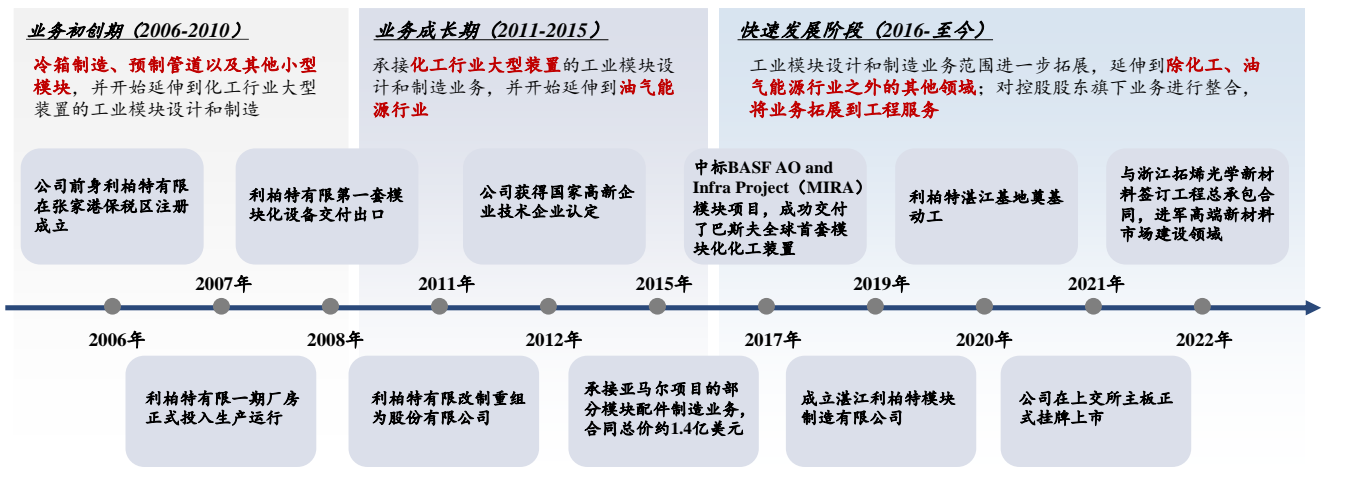 业务初创期（2006-2010）
冷箱制造、预制管道以及其他小型
模块，并开始延伸到化工行业大型
装置的工业模块设计和制造
业务成长期（2011-2015）
承接化工行业大型装置的工业模块设
计和制造业务，并开始延伸到油气能
源行业
快速发展阶段（2016-至今）
工业模块设计和制造业务范围进一步拓展，延伸到除化工、油
气能源行业之外的其他领域；对控股股东旗下业务进行整合，
将业务拓展到工程服务
公司前身利柏特有限
在张家港保税区注册
成立
利柏特有限第一套模
块化设备交付出口
公司获得国家高新企
业技术企业认定
中标BASF AO and
Infra Project（MIRA）
模块项目，成功交付
了巴斯夫全球首套模
块化化工装置
利柏特湛江基地奠基
动工
与浙江拓烯光学新材
料签订工程总承包合
同，进军高端新材料
市场建设领域
2007年
2011年
2015年
2019年
2021年
2006年
2008年
2012年
2017年
2020年
2022年
利柏特有限一期厂房
正式投入生产运行
利柏特有限改制重组
为股份有限公司
承接亚马尔项目的部
分模块配件制造业务，
合同总价约1.4亿美元
成立湛江利柏特模块
制造有限公司
公司在上交所主板正
式挂牌上市